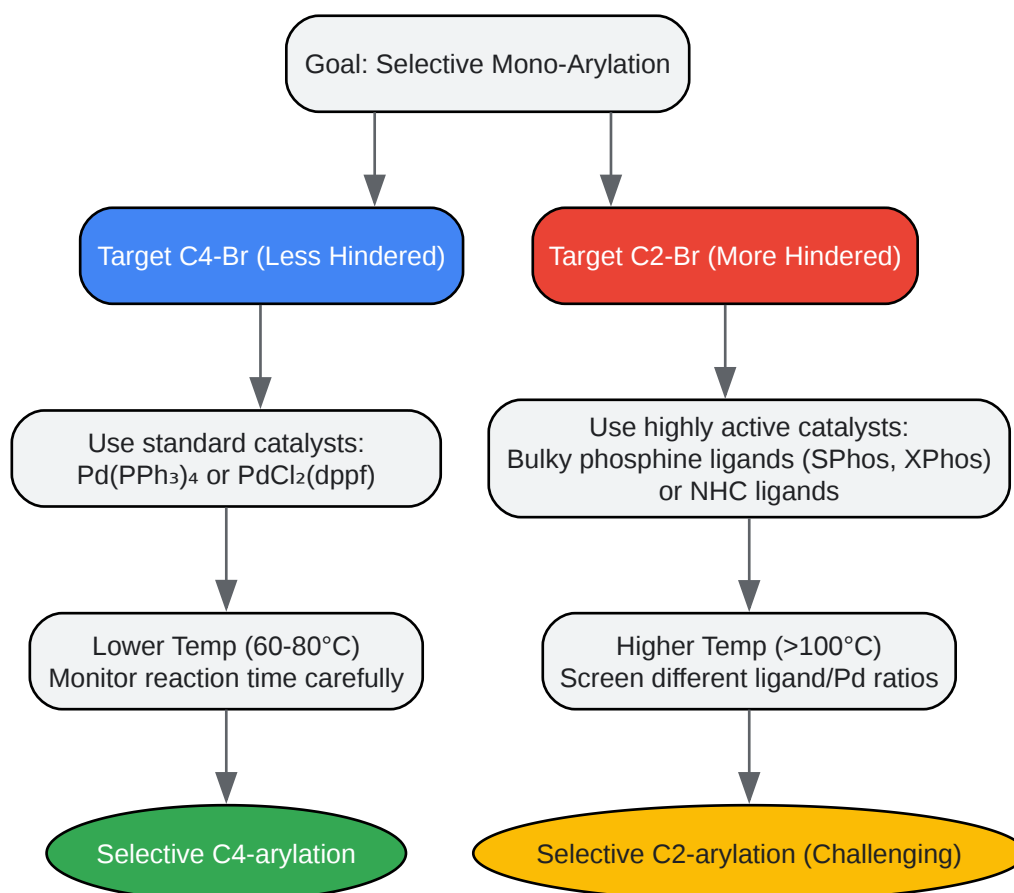 Goal: Selective Mono-Arylation
Target C4-Br (Less Hindered)
Target C2-Br (More Hindered)
Use standard catalysts:
Pd(PPh₃)₄ or PdCl₂(dppf)
Use highly active catalysts:
Bulky phosphine ligands (SPhos, XPhos)
or NHC ligands
Lower Temp (60-80°C)
Monitor reaction time carefully
Higher Temp (>100°C)
Screen different ligand/Pd ratios
Selective C4-arylation
Selective C2-arylation (Challenging)